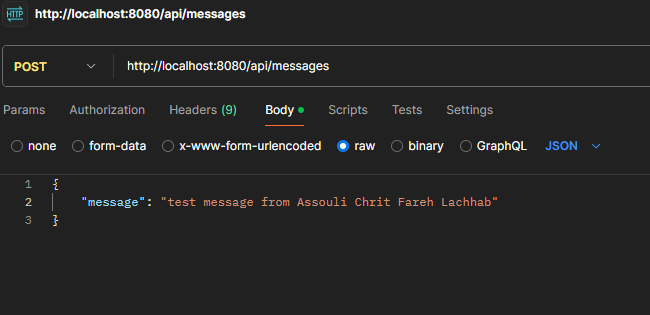 HTTP http://localhost:8080/api/messages
POST http://localhost:8080/api/messages
Params Authorization Headers (9) Body Scripts Tests Settings
none form-data x-www-form-urlencoded raw binary GraphQL JSON
1 {
2 "message": "test message from Assouli Chrit Fareh Lachhab"
3 }